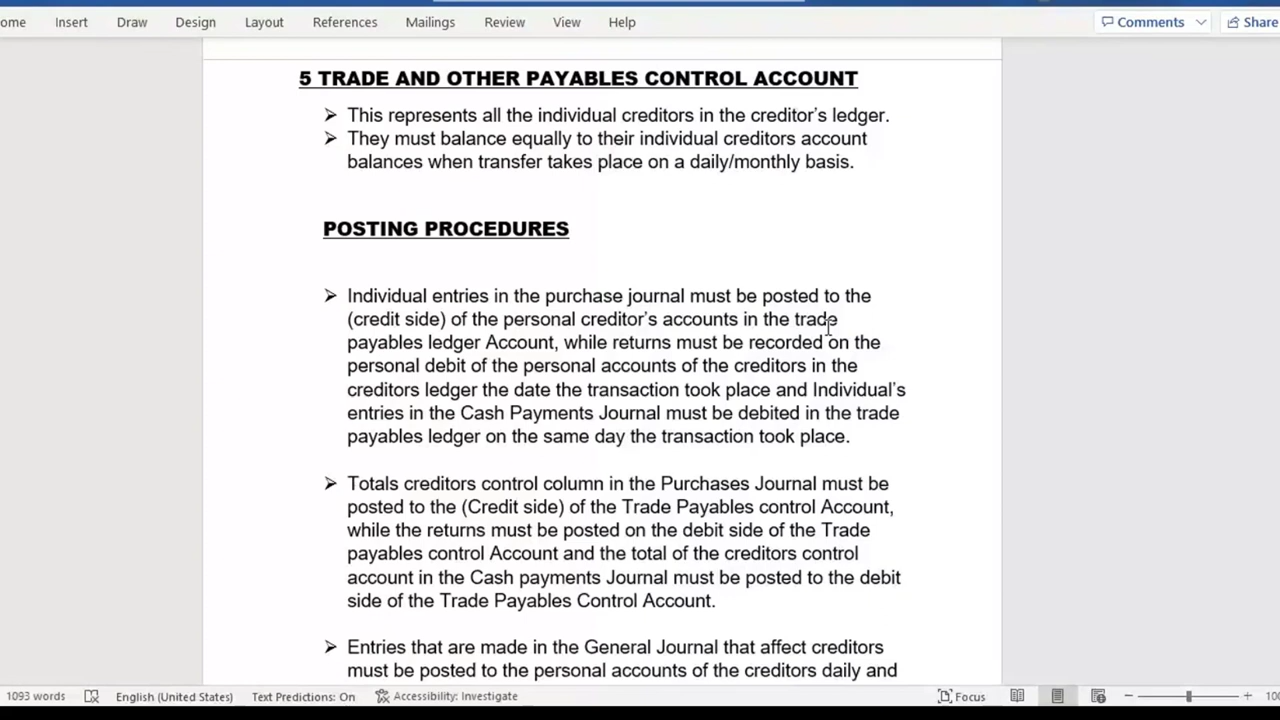 ome Insert Draw Design Layout References Mailings Review View Help Comments Share
5 TRADE AND OTHER PAYABLES CONTROL ACCOUNT
➢ This represents all the individual creditors in the creditor’s ledger.
➢ They must balance equally to their individual creditors account
balances when transfer takes place on a daily/monthly basis.
POSTING PROCEDURES
➢ Individual entries in the purchase journal must be posted to the
(credit side) of the personal creditor’s accounts in the trade
payables ledger Account, while returns must be recorded on the
personal debit of the personal accounts of the creditors in the
creditors ledger the date the transaction took place and Individual’s
entries in the Cash Payments Journal must be debited in the trade
payables ledger on the same day the transaction took place.
➢ Totals creditors control column in the Purchases Journal must be
posted to the (Credit side) of the Trade Payables control Account,
while the returns must be posted on the debit side of the Trade
payables control Account and the total of the creditors control
account in the Cash payments Journal must be posted to the debit
side of the Trade Payables Control Account.
➢ Entries that are made in the General Journal that affect creditors
must be posted to the personal accounts of the creditors daily and
1093 words English (United States) Text Predictions: On Accessibility: Investigate Focus 100